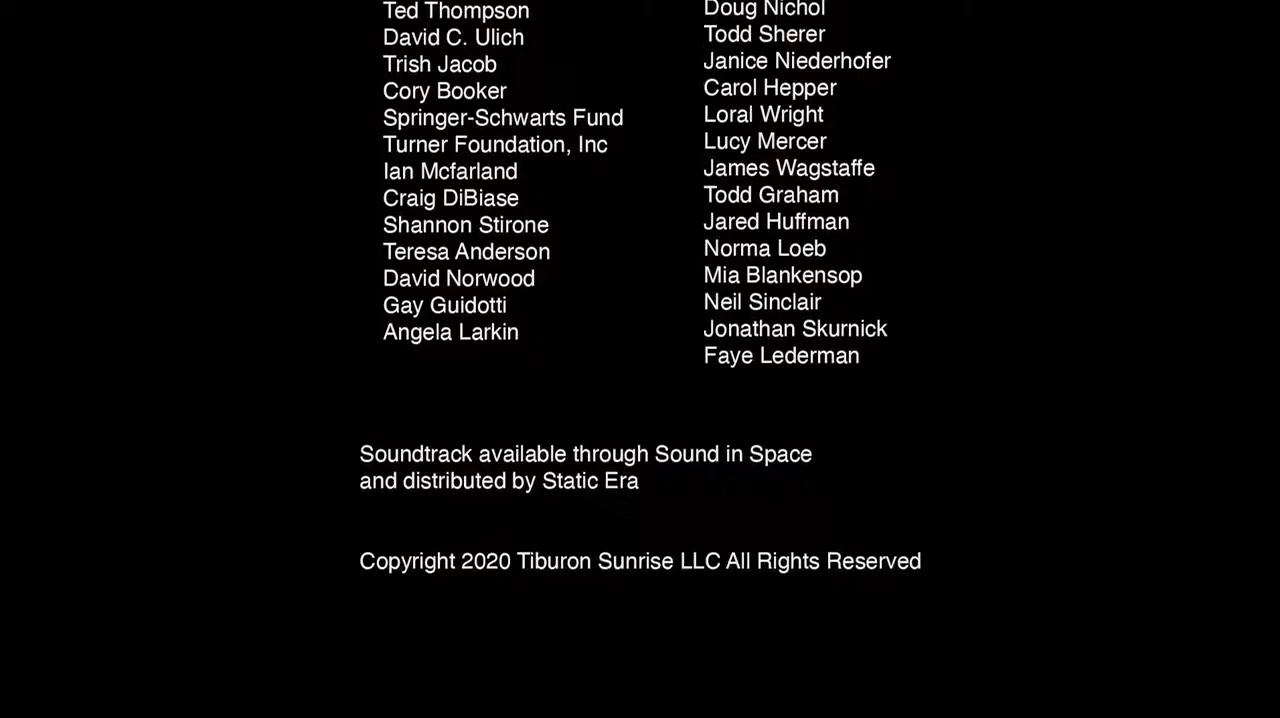 Ted Thompson
David C. Ulich
Trish Jacob
Cory Booker
Springer-Schwarts Fund
Turner Foundation, Inc
Ian Mcfarland
Craig DiBiase
Shannon Stirone
Teresa Anderson
David Norwood
Gay Guidotti
Angela Larkin
Doug Nichol
Todd Sherer
Janice Niederhofer
Carol Hepper
Loral Wright
Lucy Mercer
James Wagstaffe
Todd Graham
Jared Huffman
Norma Loeb
Mia Blankensop
Neil Sinclair
Jonathan Skurnick
Faye Lederman
Soundtrack available through Sound in Space
and distributed by Static Era
Copyright 2020 Tiburon Sunrise LLC All Rights Reserved